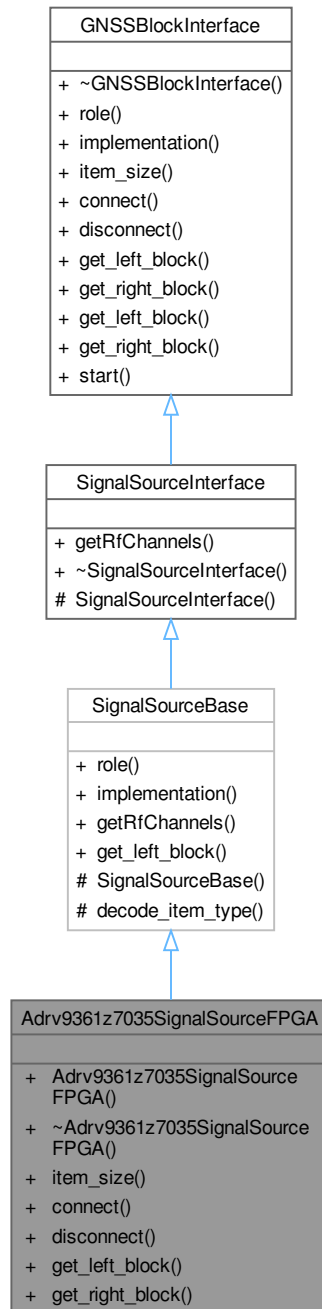 GNSSBlockInterface
+ ~GNSSBlockInterface()
+ role()
+ implementation()
+ item_size()
+ connect()
+ disconnect()
+ get_left_block()
+ get_right_block()
+ get_left_block()
+ get_right_block()
+ start()
SignalSourceInterface
+ getRfChannels()
+ ~SignalSourceInterface()
# SignalSourceInterface()
SignalSourceBase
+ role()
+ implementation()
+ getRfChannels()
+ get_left_block()
# SignalSourceBase()
# decode_item_type()
Adrv9361z7035SignalSourceFPGA
+ Adrv9361z7035SignalSource
FPGA()
+ ~Adrv9361z7035SignalSource
FPGA()
+ item_size()
+ connect()
+ disconnect()
+ get_left_block()
+ get_right_block()